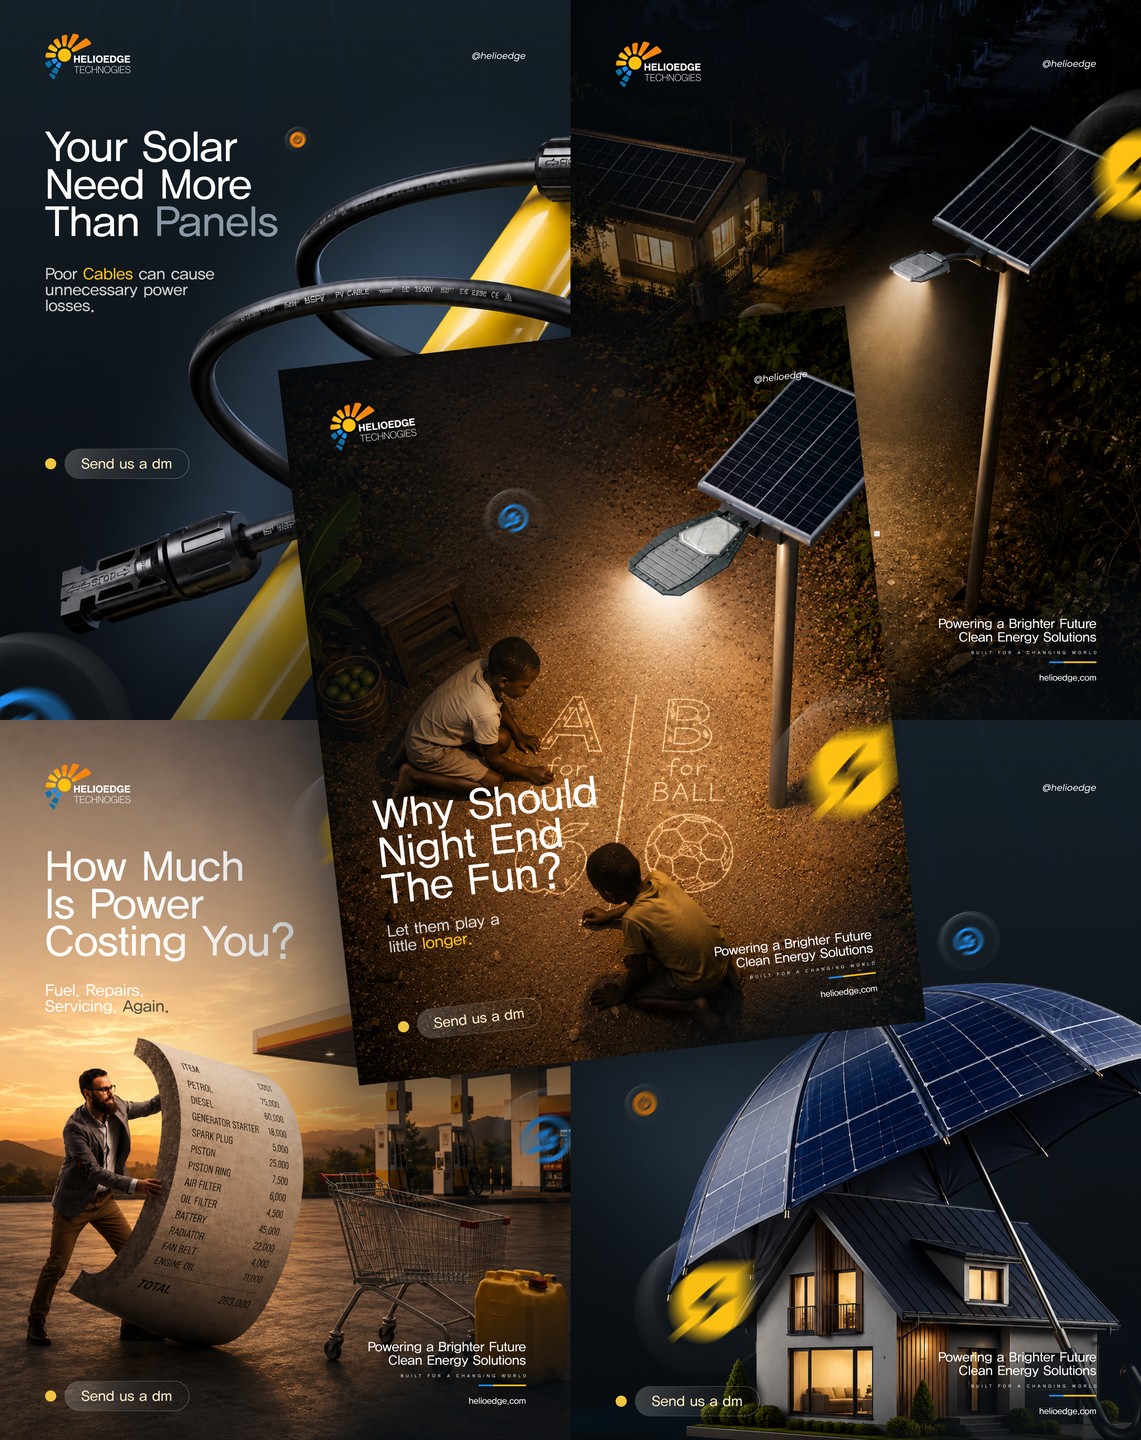 HELIOEDGE
TECHNOGIES
@helioedge
Your Solar
Need More
Than Panels
Poor Cables can cause
unnecessary power
losses.
Send us a dm
HELIOEDGE
TECHNOGIES
@helioedge
Powering a Brighter Future
Clean Energy Solutions
BUILT FOR A CHANGING WORLD
helioedge.com
HELIOEDGE
TECHNOGIES
@helioedge
A
for
B
for
BALL
Why Should
Night End
The Fun?
Let them play a
little longer.
Send us a dm
Powering a Brighter Future
Clean Energy Solutions
BUILT FOR A CHANGING WORLD
helioedge.com
HELIOEDGE
TECHNOGIES
How Much
Is Power
Costing You?
Fuel, Repairs.
Servicing. Again.
ITEM COST
PETROL 75,000
DIESEL 60,000
GENERATOR STARTER 18,000
SPARK PLUG 5,000
PISTON 25,000
PISTON RING 7,500
AIR FILTER 6,000
OIL FILTER 4,500
BATTERY 45,000
RADIATOR 22,000
FAN BELT 4,000
ENGINE OIL 11,000
TOTAL 283,000
Send us a dm
Powering a Brighter Future
Clean Energy Solutions
BUILT FOR A CHANGING WORLD
helioedge.com
@helioedge
Send us a dm
Powering a Brighter Future
Clean Energy Solutions
BUILT FOR A CHANGING WORLD
helioedge.com